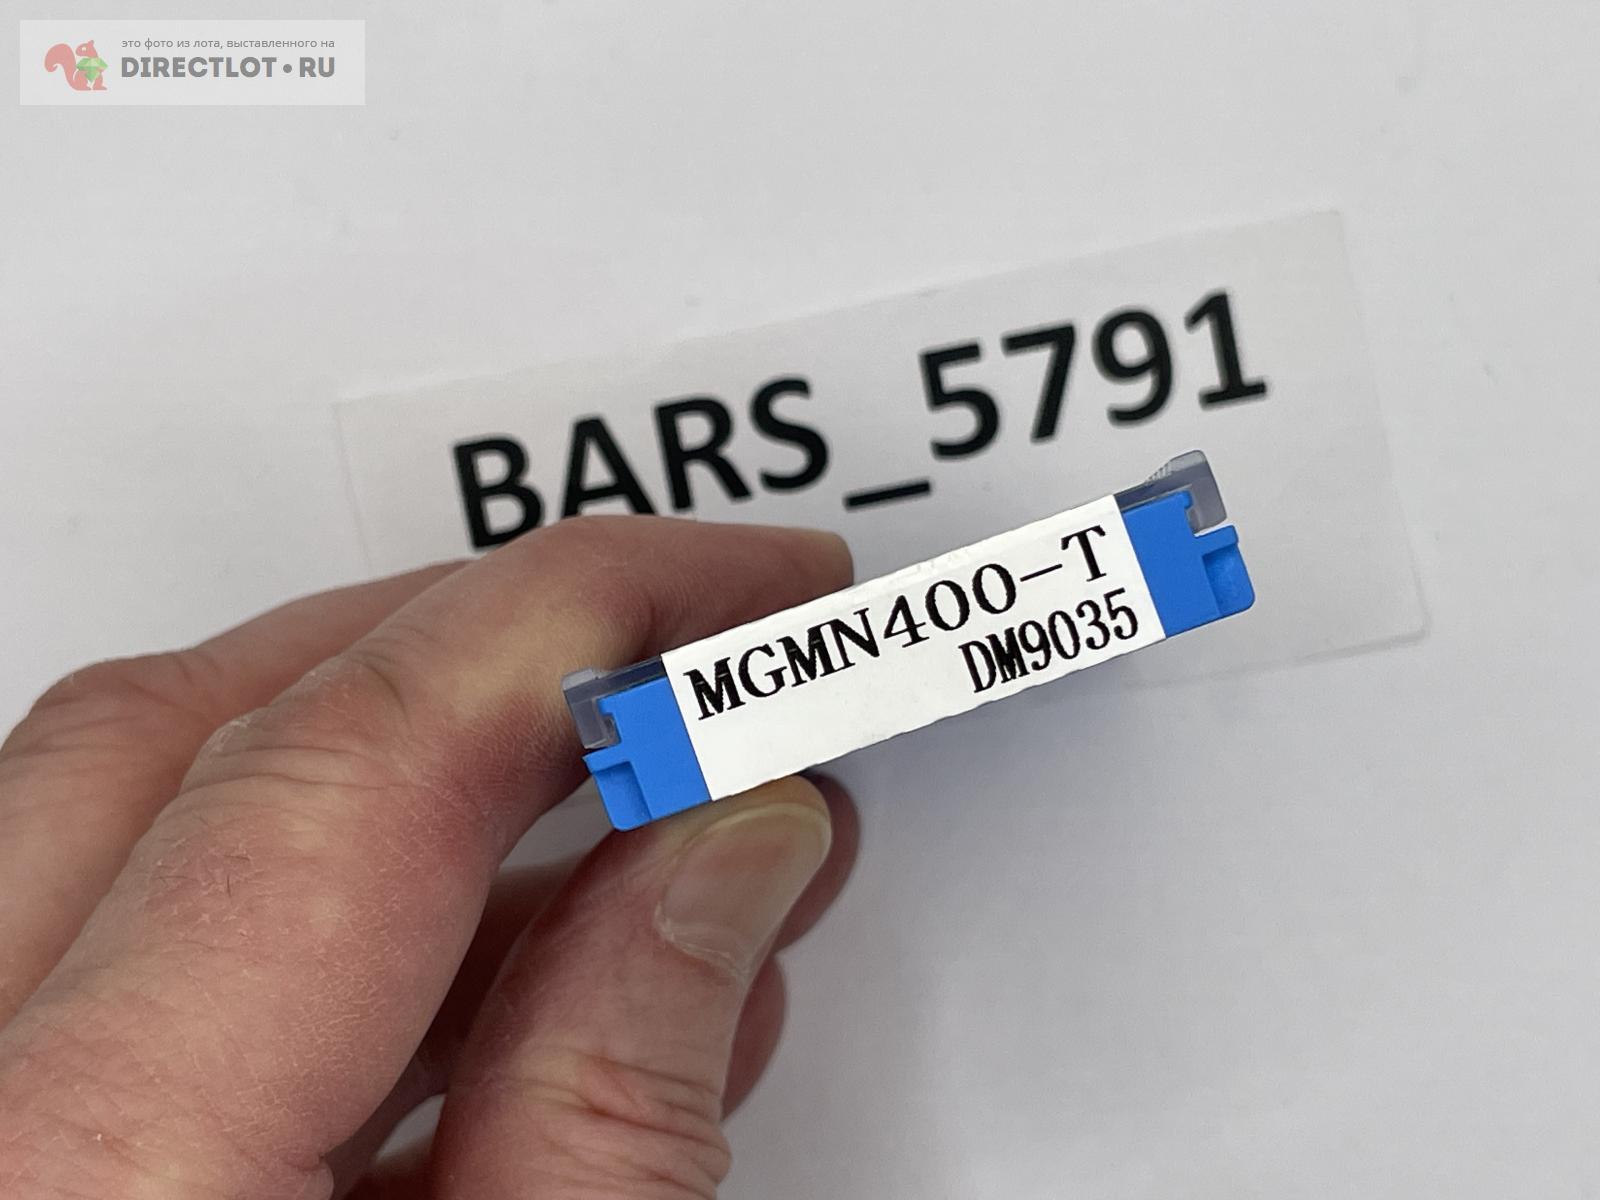 это фото из лота, выставленного на
DIRECTLOT•RU
BARS_5791
MGMN400-T
DM9035